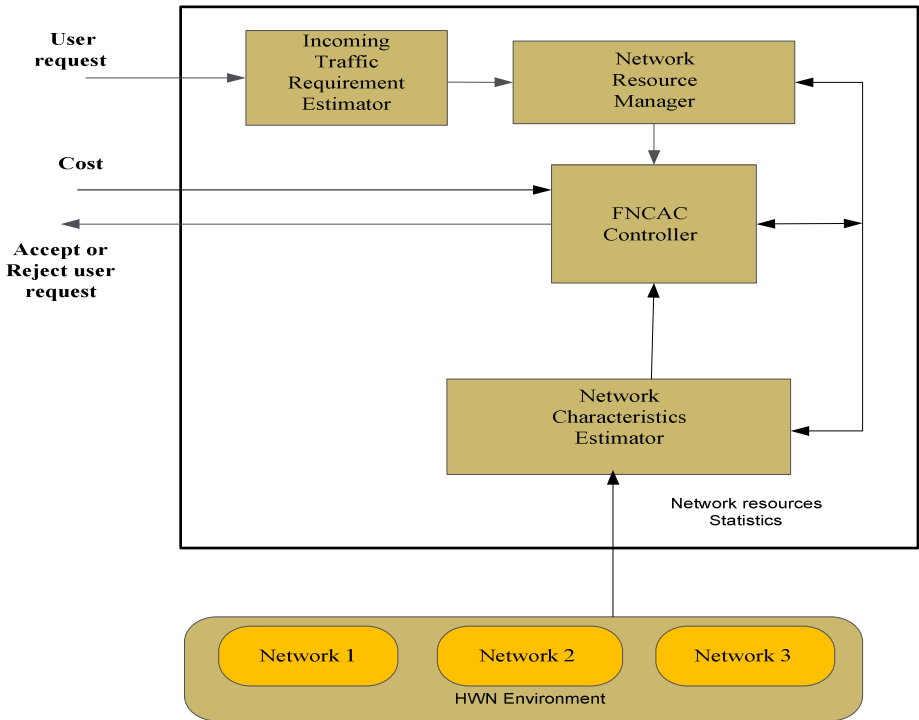 User
request
Incoming
Traffic
Requirement
Estimator
Network
Resource
Manager
Cost
FNCAC
Controller
Accept or
Reject user
request
Network
Characteristics
Estimator
Network resources
Statistics
Network 1
Network 2
Network 3
HWN Environment